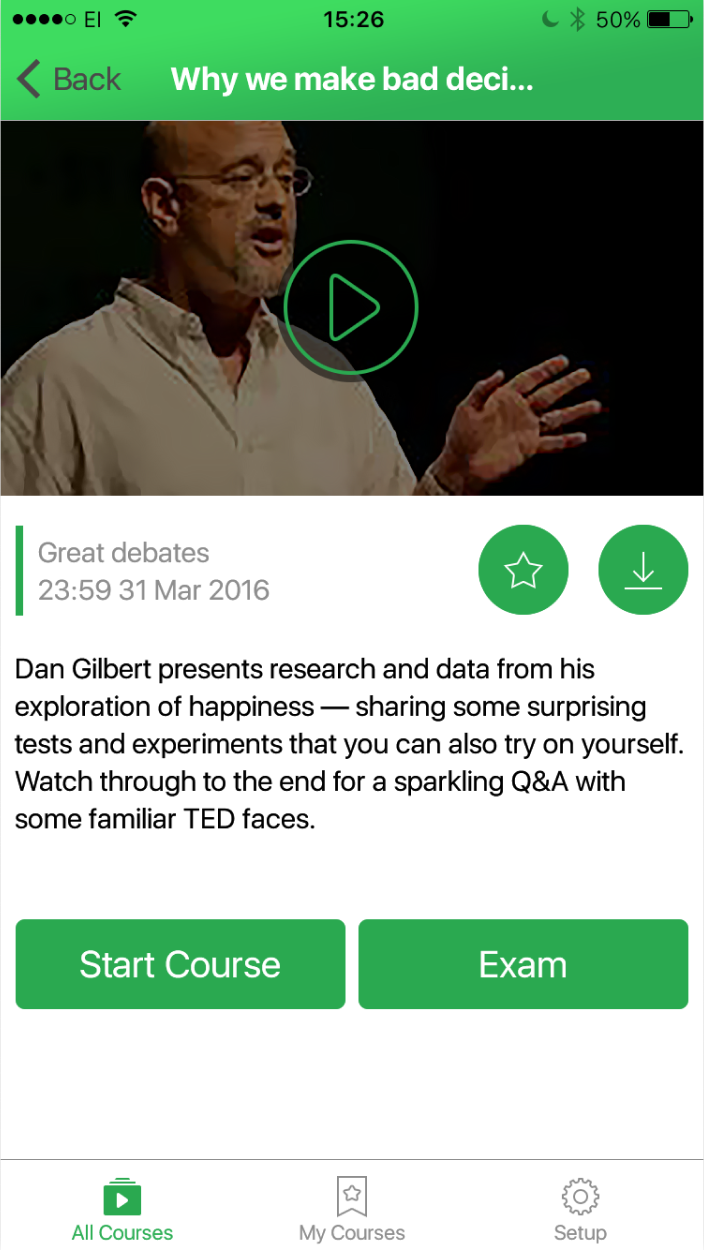 EI 15:26 50%
Back Why we make bad deci...
Great debates
23:59 31 Mar 2016
Dan Gilbert presents research and data from his
exploration of happiness — sharing some surprising
tests and experiments that you can also try on yourself.
Watch through to the end for a sparkling Q&A with
some familiar TED faces.
Start Course Exam
All Courses My Courses Setup